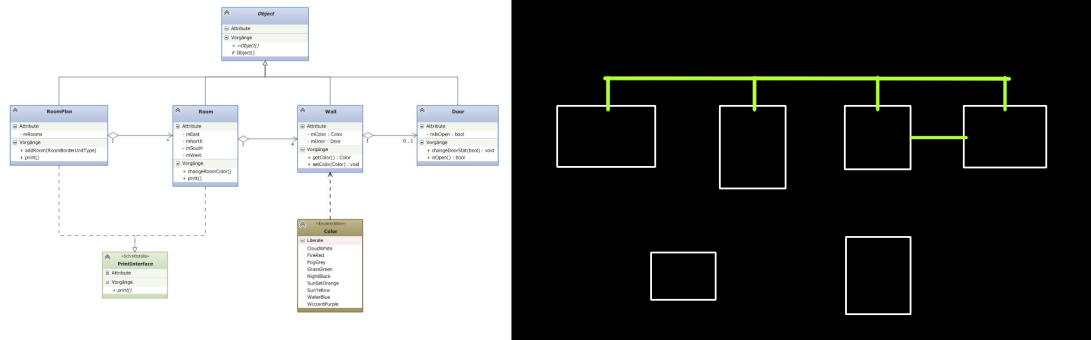 Object
Attribute
Vorgänge
+ ~Object()
# Object()
RoomPlan
Attribute
- mRooms
Vorgänge
+ addRoom(RoomBorderUnitType)
+ print()
1
*
Room
Attribute
- mEast
- mNorth
- mSouth
- mWest
Vorgänge
+ changeRoomColor()
+ print()
1
4
Wall
Attribute
- mColor : Color
- mDoor : Door
Vorgänge
+ getColor() : Color
+ setColor(Color) : void
1
0..1
Door
Attribute
- mIsOpen : bool
Vorgänge
+ changeDoorStat(bool) : void
+ mOpen() : bool
«Schnittstelle»
PrintInterface
Attribute
Vorgänge
+ print()
«Enumeration»
Color
Literale
CloudWhite
FireRed
FogGrey
GrassGreen
NightBlack
SunSetOrange
SunYellow
WaterBlue
WizzardPurple